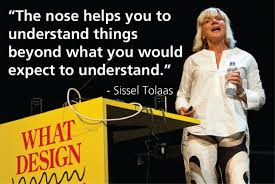 “The nose helps you to
understand things
beyond what you would
expect to understand.”
- Sissel Tolaas
WHAT
DESIGN